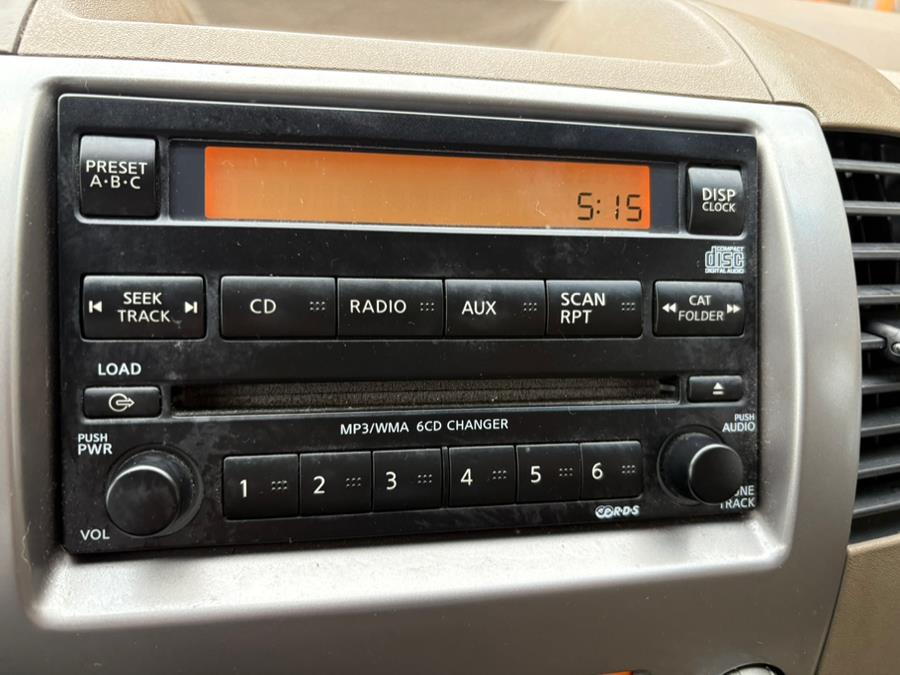 PRESET
A·B·C
5:15
DISP
CLOCK
COMPACT
disc
DIGITAL AUDIO
SEEK
TRACK
CD
RADIO
AUX
SCAN
RPT
CAT
FOLDER
LOAD
MP3/WMA 6CD CHANGER
PUSH
PWR
VOL
1
2
3
4
5
6
PUSH
AUDIO
TRACK
R·D·S